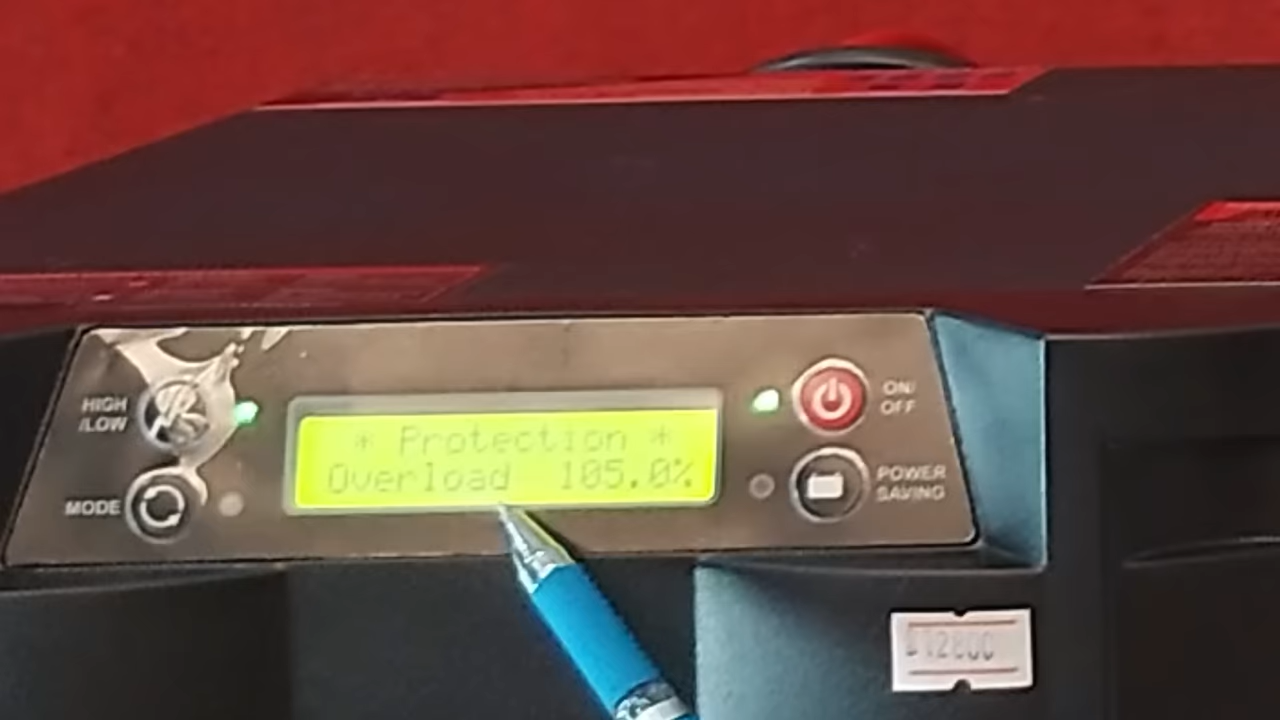 HIGH
/LOW
ON/
OFF
* Protection *
Overload 105.0%
MODE
POWER
SAVING